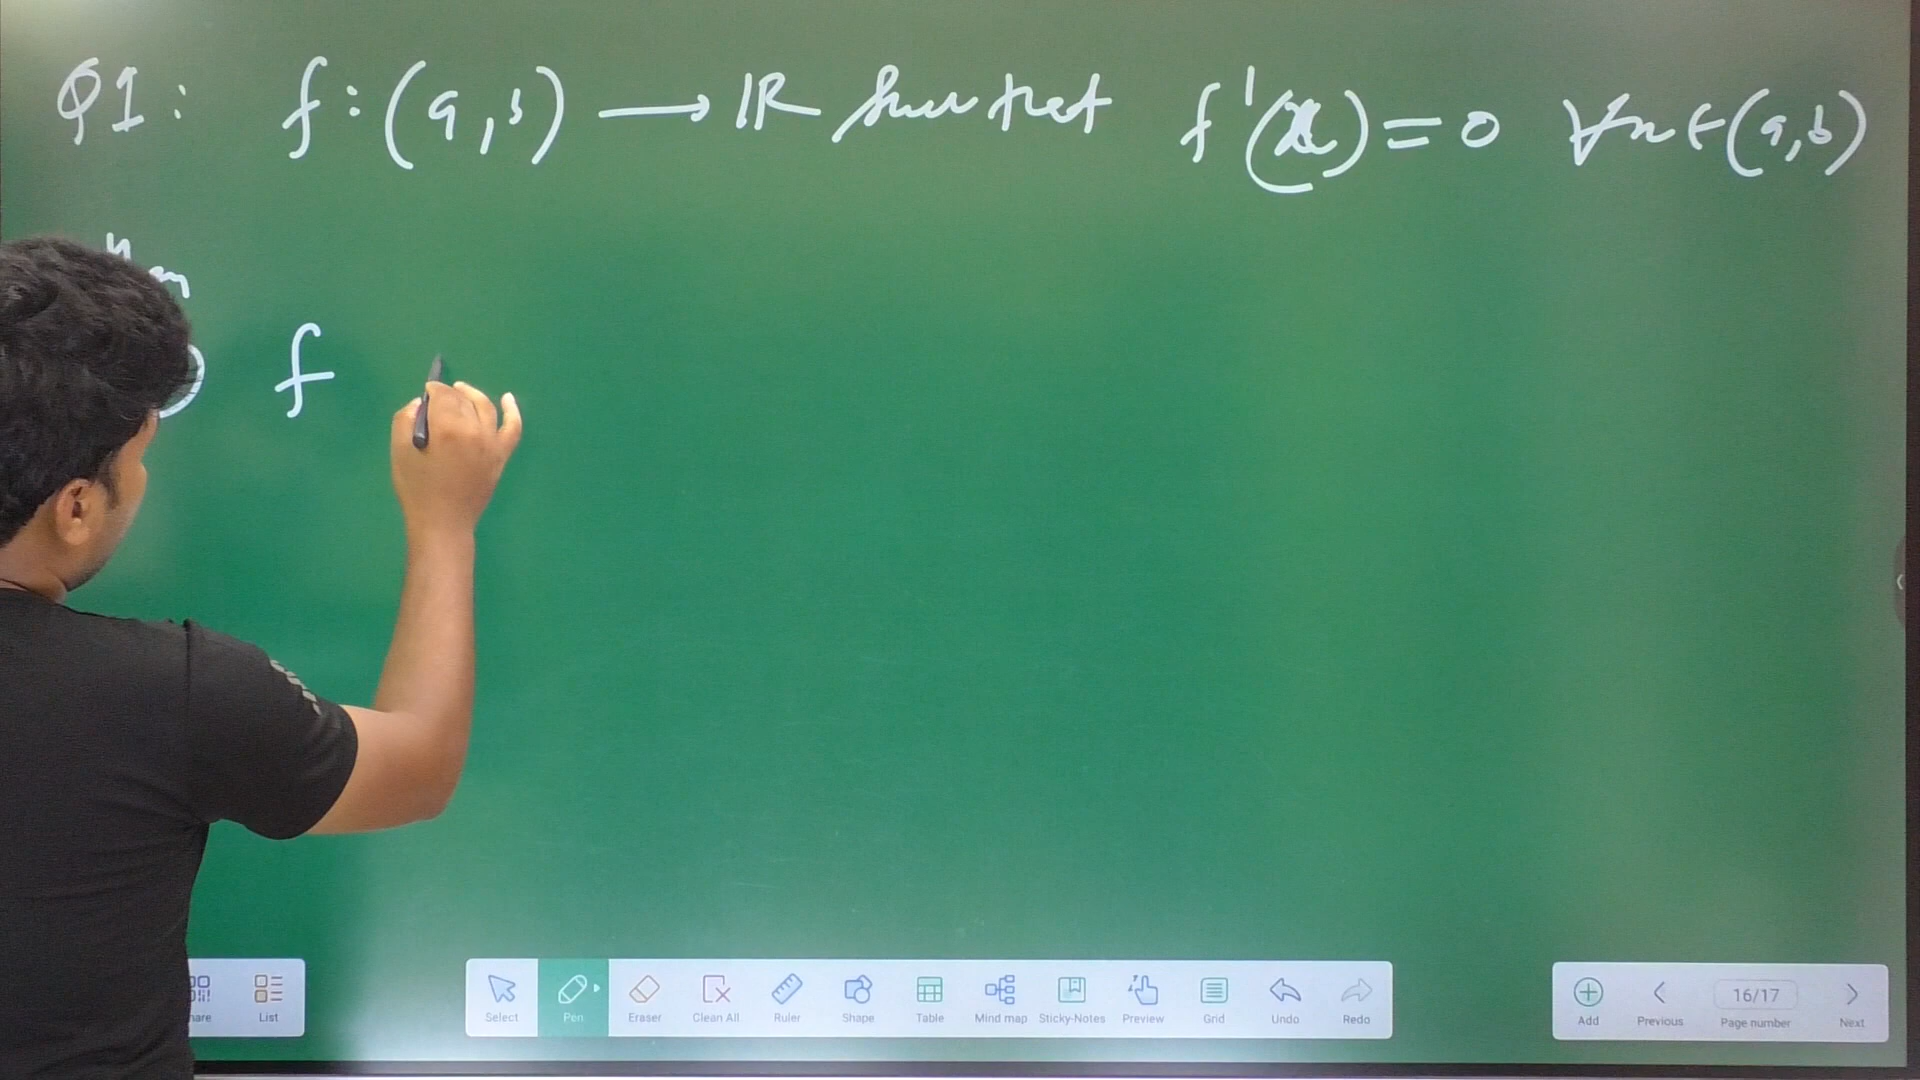 Q1: f:(a,b) → IR such that f'(x)=0 ∀x∈(a,b)
f
Select
Pen
Eraser
Clean All
Ruler
Shape
Table
Mind map
Sticky-Notes
Preview
Grid
Undo
Redo
List
Add
Previous
16/17
Page number
Next